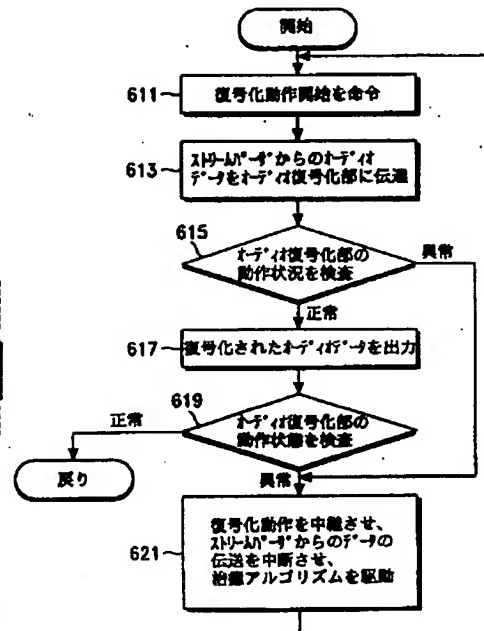 開始
611
復号化動作開始を命令
613
ストリームパーサからのオーディオ
データをオーディオ復号化部に伝達
615
オーディオ復号化部の
動作状況を検査
異常
正常
617
復号化されたオーディオデータを出力
619
オーディオ復号化部の
動作状態を検査
正常
戻り
異常
621
復号化動作を中継させ、
ストリームパーサからのデータの
伝送を中断させ、
治癒アルゴリズムを駆動